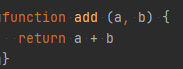 function add (a, b) {
return a + b
}